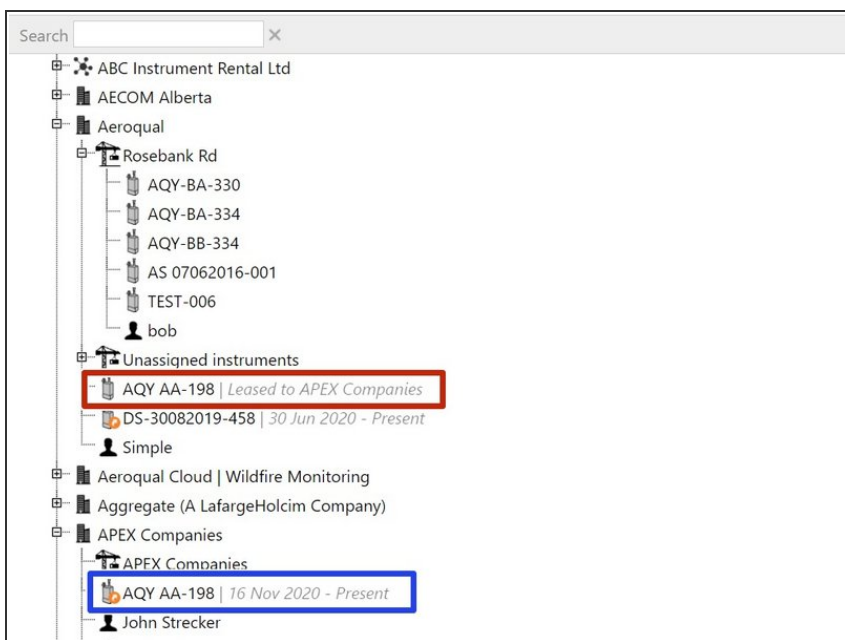 Search
ABC Instrument Rental Ltd
AECOM Alberta
Aeroqual
Rosebank Rd
AQY-BA-330
AQY-BA-334
AQY-BB-334
AS 07062016-001
TEST-006
bob
Unassigned instruments
AQY AA-198 | Leased to APEX Companies
DS-30082019-458 | 30 Jun 2020 - Present
Simple
Aeroqual Cloud | Wildfire Monitoring
Aggregate (A LafargeHolcim Company)
APEX Companies
APEX Companies
AQY AA-198 | 16 Nov 2020 - Present
John Strecker